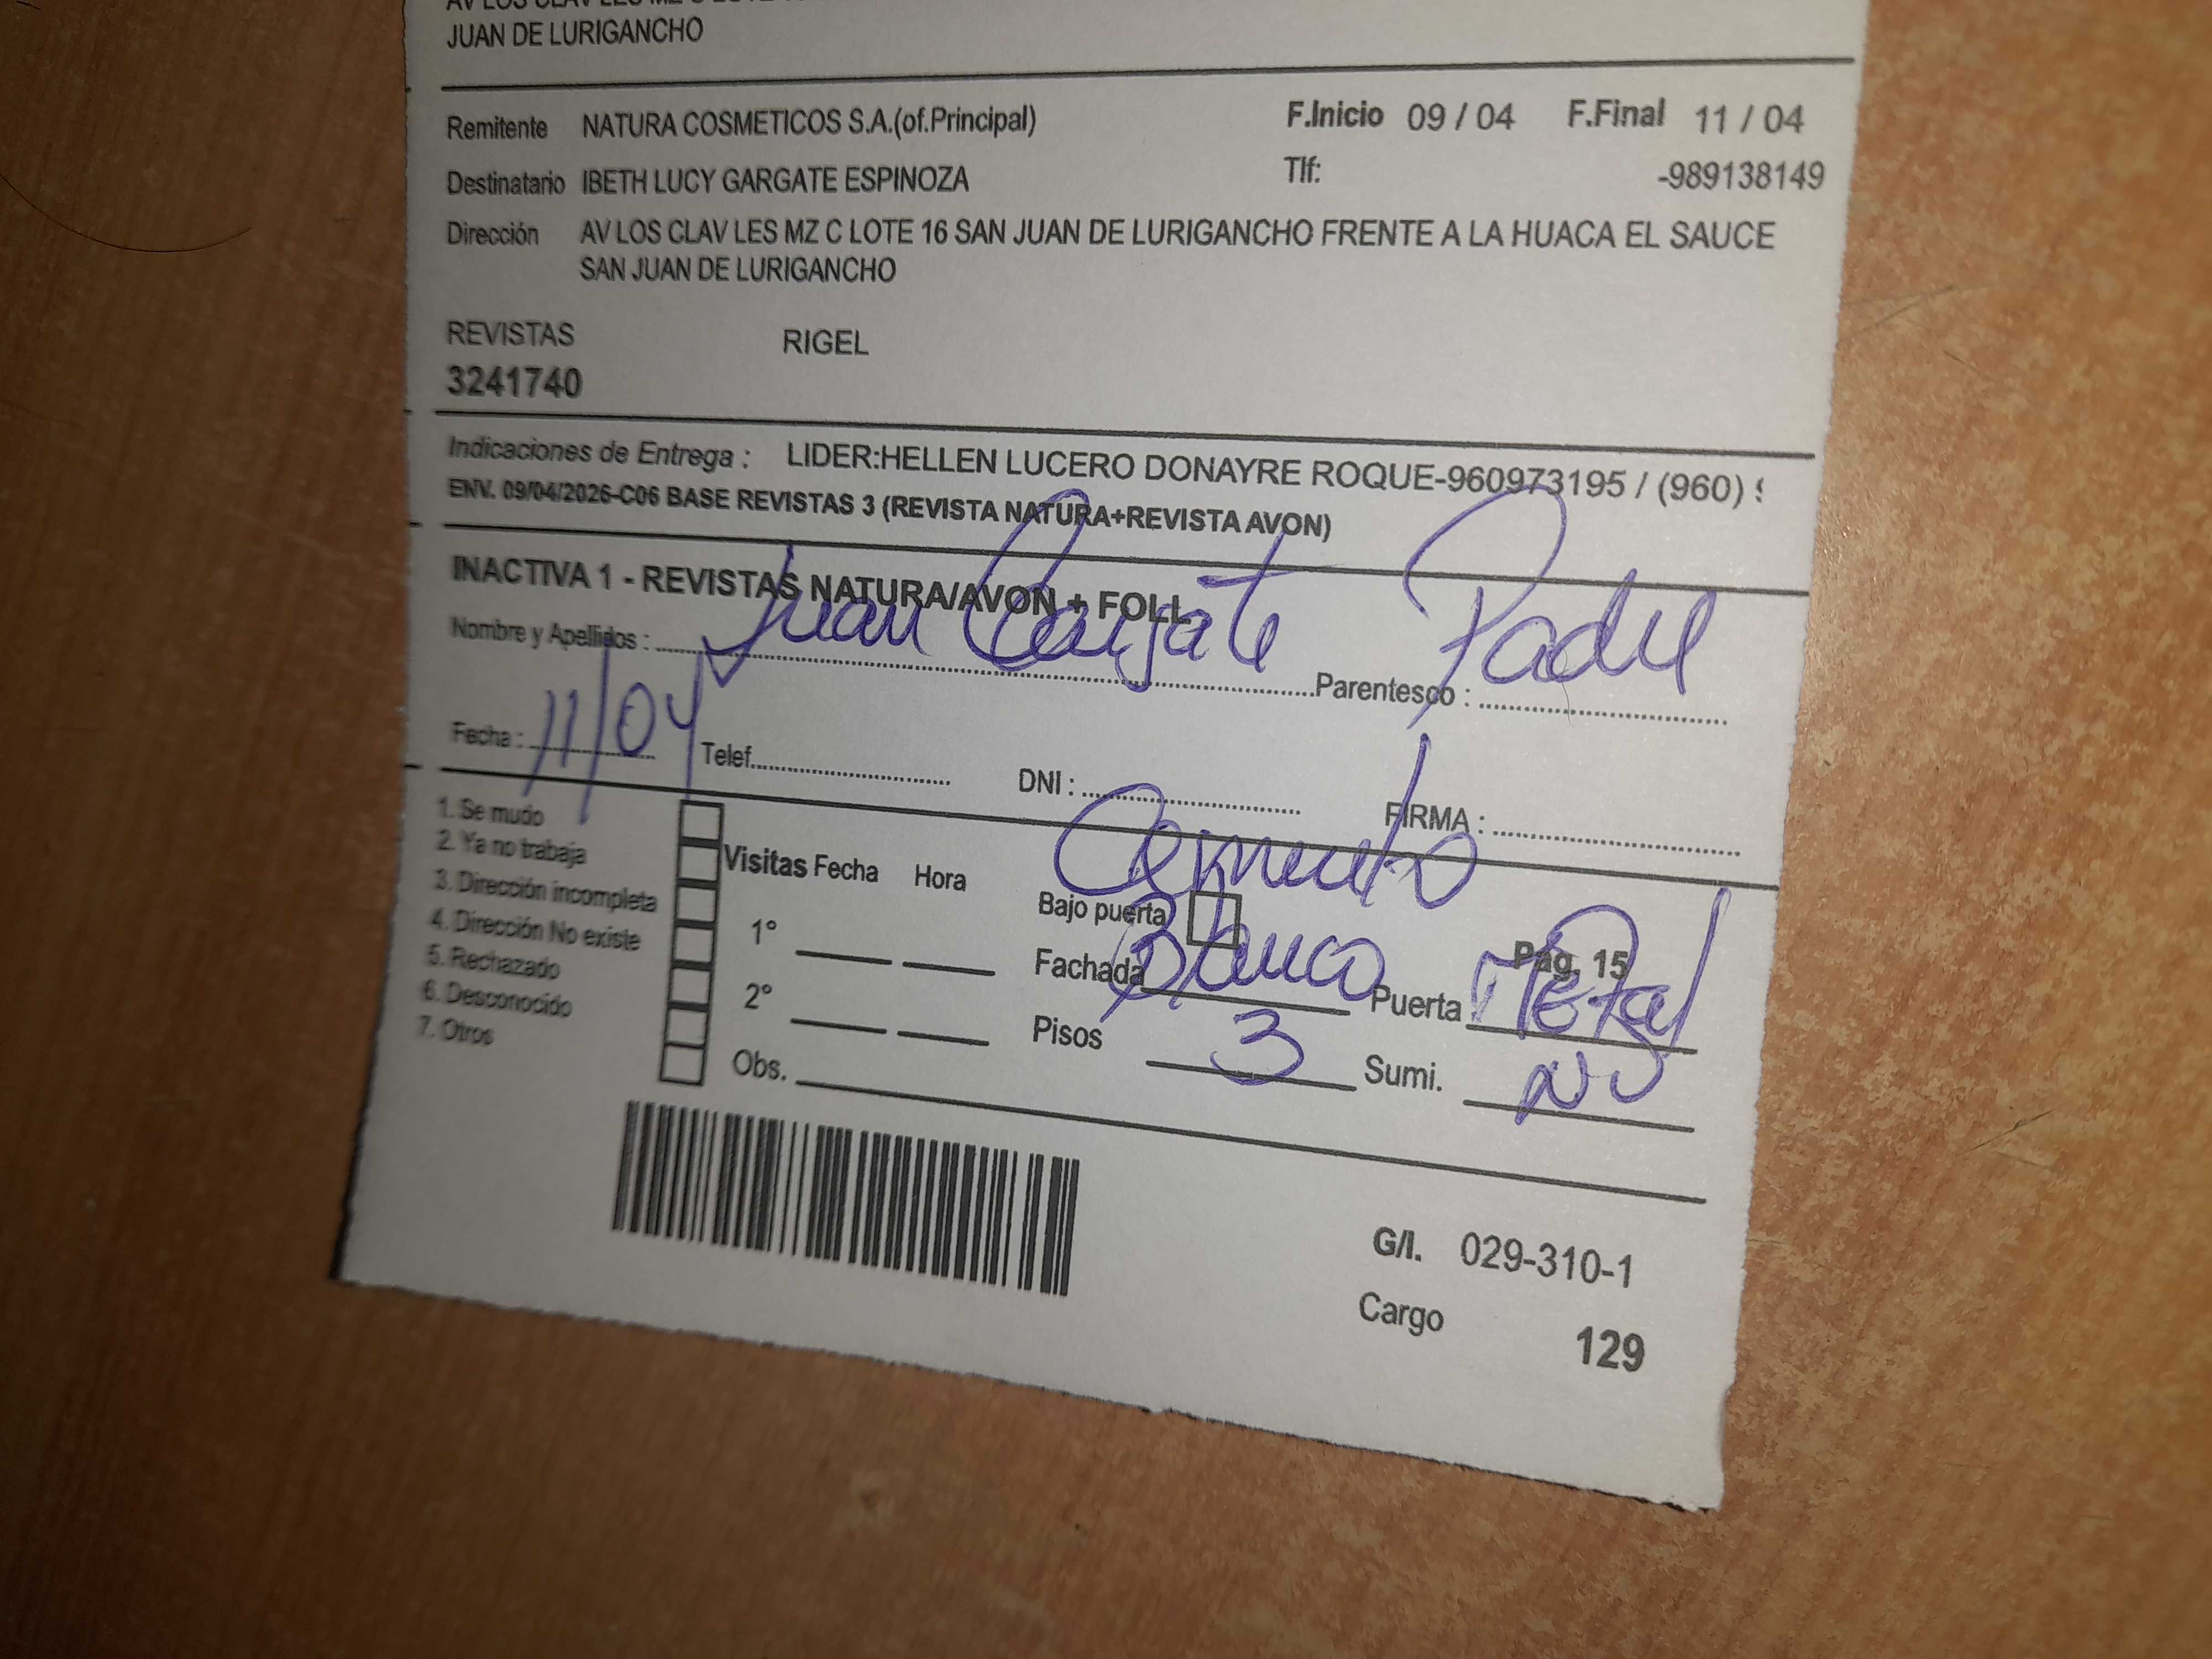 JUAN DE LURIGANCHO
Remitente NATURA COSMETICOS S.A.(of.Principal) F.Inicio 09 / 04 F.Final 11 / 04
Destinatario IBETH LUCY GARGATE ESPINOZA Tlf: -989138149
Dirección AV LOS CLAV LES MZ C LOTE 16 SAN JUAN DE LURIGANCHO FRENTE A LA HUACA EL SAUCE
SAN JUAN DE LURIGANCHO
REVISTAS RIGEL
3241740
Indicaciones de Entrega : LIDER:HELLEN LUCERO DONAYRE ROQUE-960973195 / (960)
ENV. 09/04/2026-C06 BASE REVISTAS 3 (REVISTA NATURA+REVISTA AVON)
INACTIVA 1 - REVISTAS NATURA/AVON + FOLL
Nombre y Apellidos : Juan Gargate Parentesco : Padre
Fecha : 11/04 Telef. DNI : FIRMA :
1. Se mudo
2. Ya no trabaja
3. Dirección incompleta
4. Dirección No existe
5. Rechazado
6. Desconocido
7. Otros
Visitas Fecha Hora
1°
2°
Obs.
Cemento
Bajo puerta
Pág. 15
Fachada Blanco Puerta Metal
Pisos 3 Sumi. NO
G/I. 029-310-1
Cargo 129